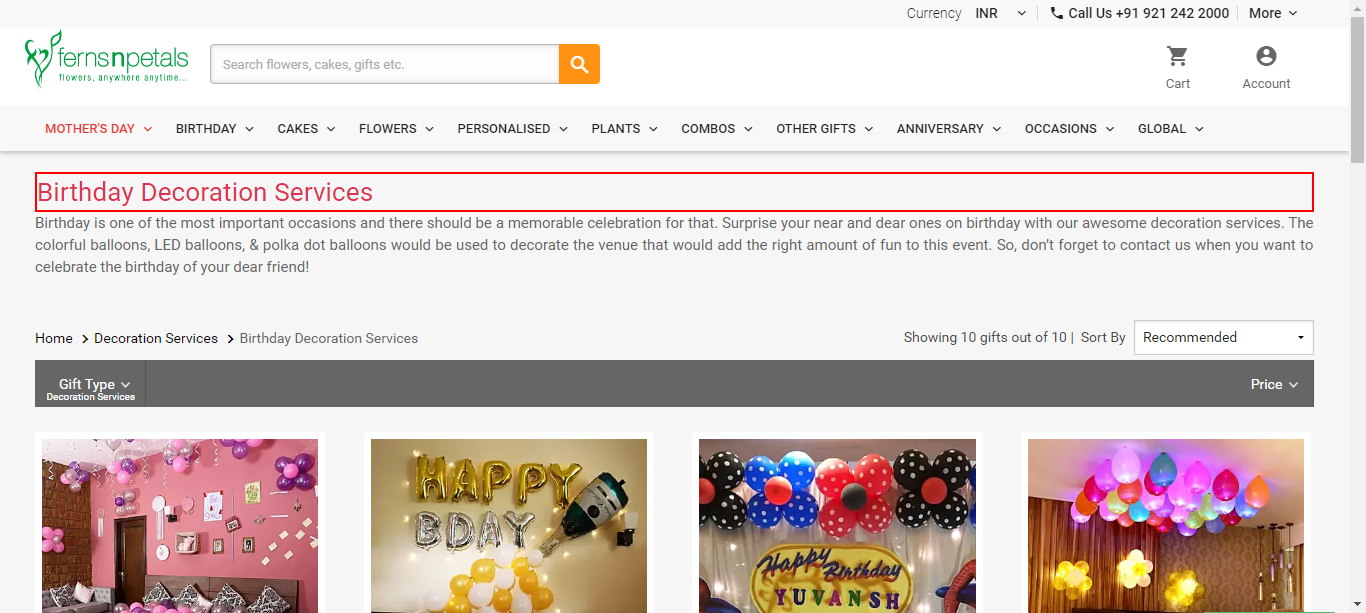 Currency INR Call Us +91 921 242 2000 More
fernsnpetals
flowers, anywhere anytime...
Search flowers, cakes, gifts etc.
Cart Account
MOTHER'S DAY BIRTHDAY CAKES FLOWERS PERSONALISED PLANTS COMBOS OTHER GIFTS ANNIVERSARY OCCASIONS GLOBAL
Birthday Decoration Services
Birthday is one of the most important occasions and there should be a memorable celebration for that. Surprise your near and dear ones on birthday with our awesome decoration services. The
colorful balloons, LED balloons, & polka dot balloons would be used to decorate the venue that would add the right amount of fun to this event. So, don't forget to contact us when you want to
celebrate the birthday of your dear friend!
Home > Decoration Services > Birthday Decoration Services
Showing 10 gifts out of 10 | Sort By Recommended
Gift Type
Decoration Services
Price
HAPPY
BDAY
Happy Birthday
YUVANSH